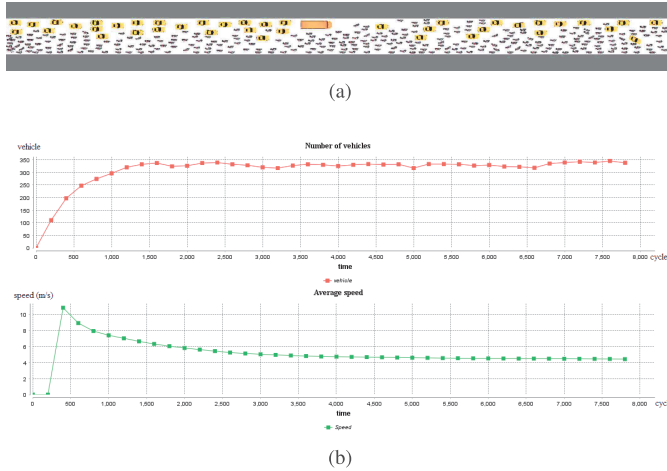 (a)
vehicle
Number of vehicles
350
300
250
200
150
100
50
0
0 500 1,000 1,500 2,000 2,500 3,000 3,500 4,000 4,500 5,000 5,500 6,000 6,500 7,000 7,500 8,000 cycle
time
vehicle
speed (m/s)
Average speed
10
8
6
4
2
0
0 500 1,000 1,500 2,000 2,500 3,000 3,500 4,000 4,500 5,000 5,500 6,000 6,500 7,000 7,500 8,000 cycl
time
Speed
(b)